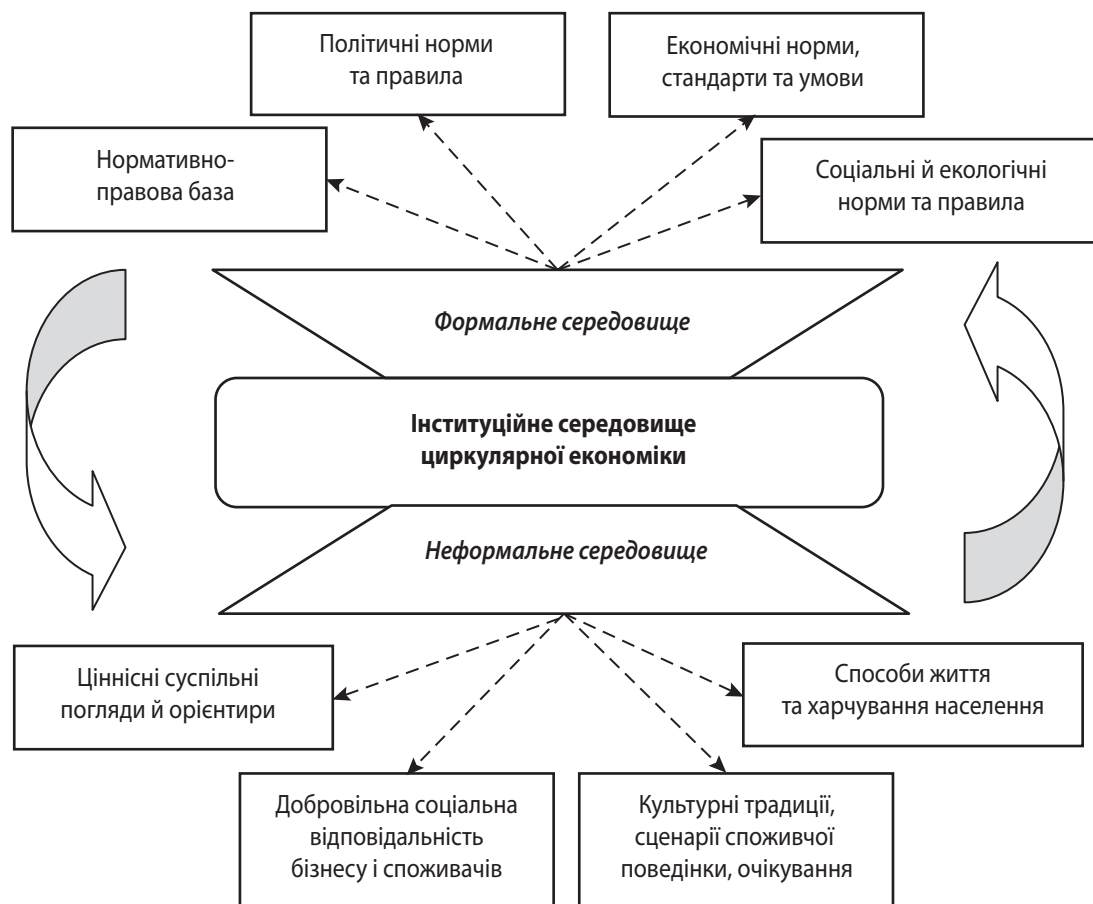 Політичні норми
та правила
Економічні норми,
стандарти та умови
Нормативно-
правова база
Соціальні й екологічні
норми та правила
Формальне середовище
Інституційне середовище
циркулярної економіки
Неформальне середовище
Ціннісні суспільні
погляди й орієнтири
Способи життя
та харчування населення
Добровільна соціальна
відповідальність
бізнесу і споживачів
Культурні традиції,
сценарії споживчої
поведінки, очікування